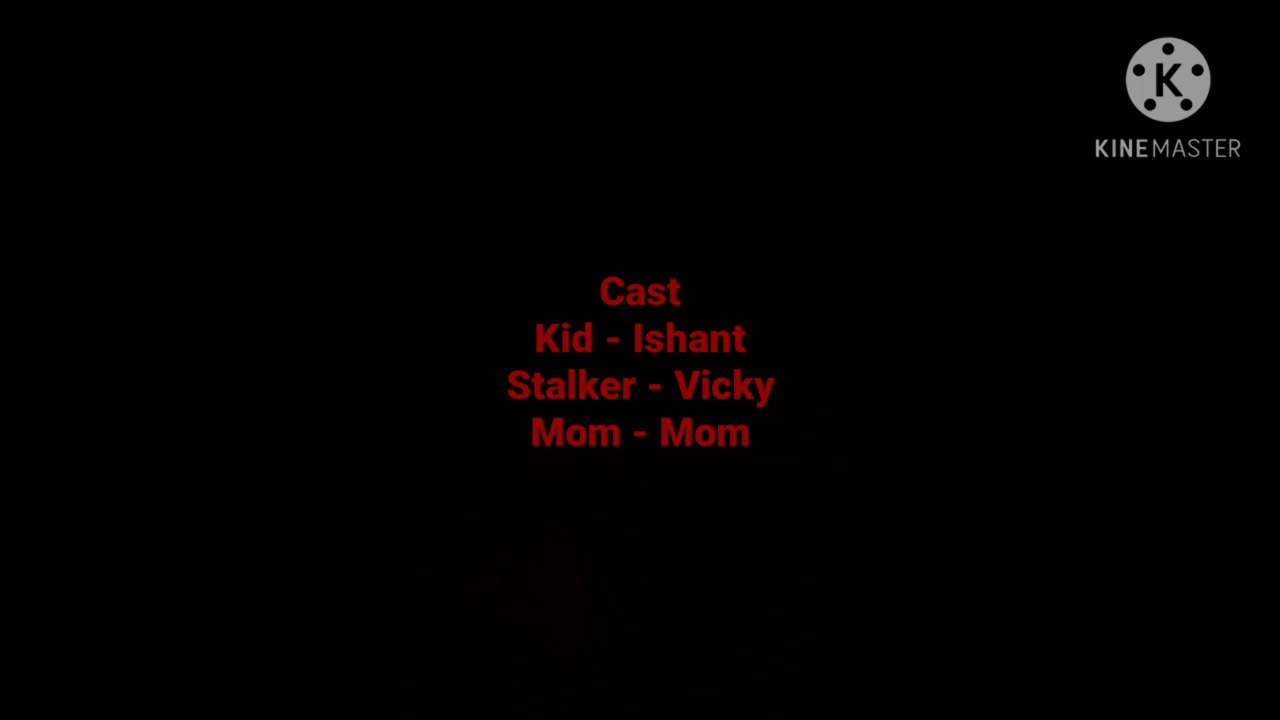 K
KINEMASTER
Cast
Kid - Ishant
Stalker - Vicky
Mom - Mom